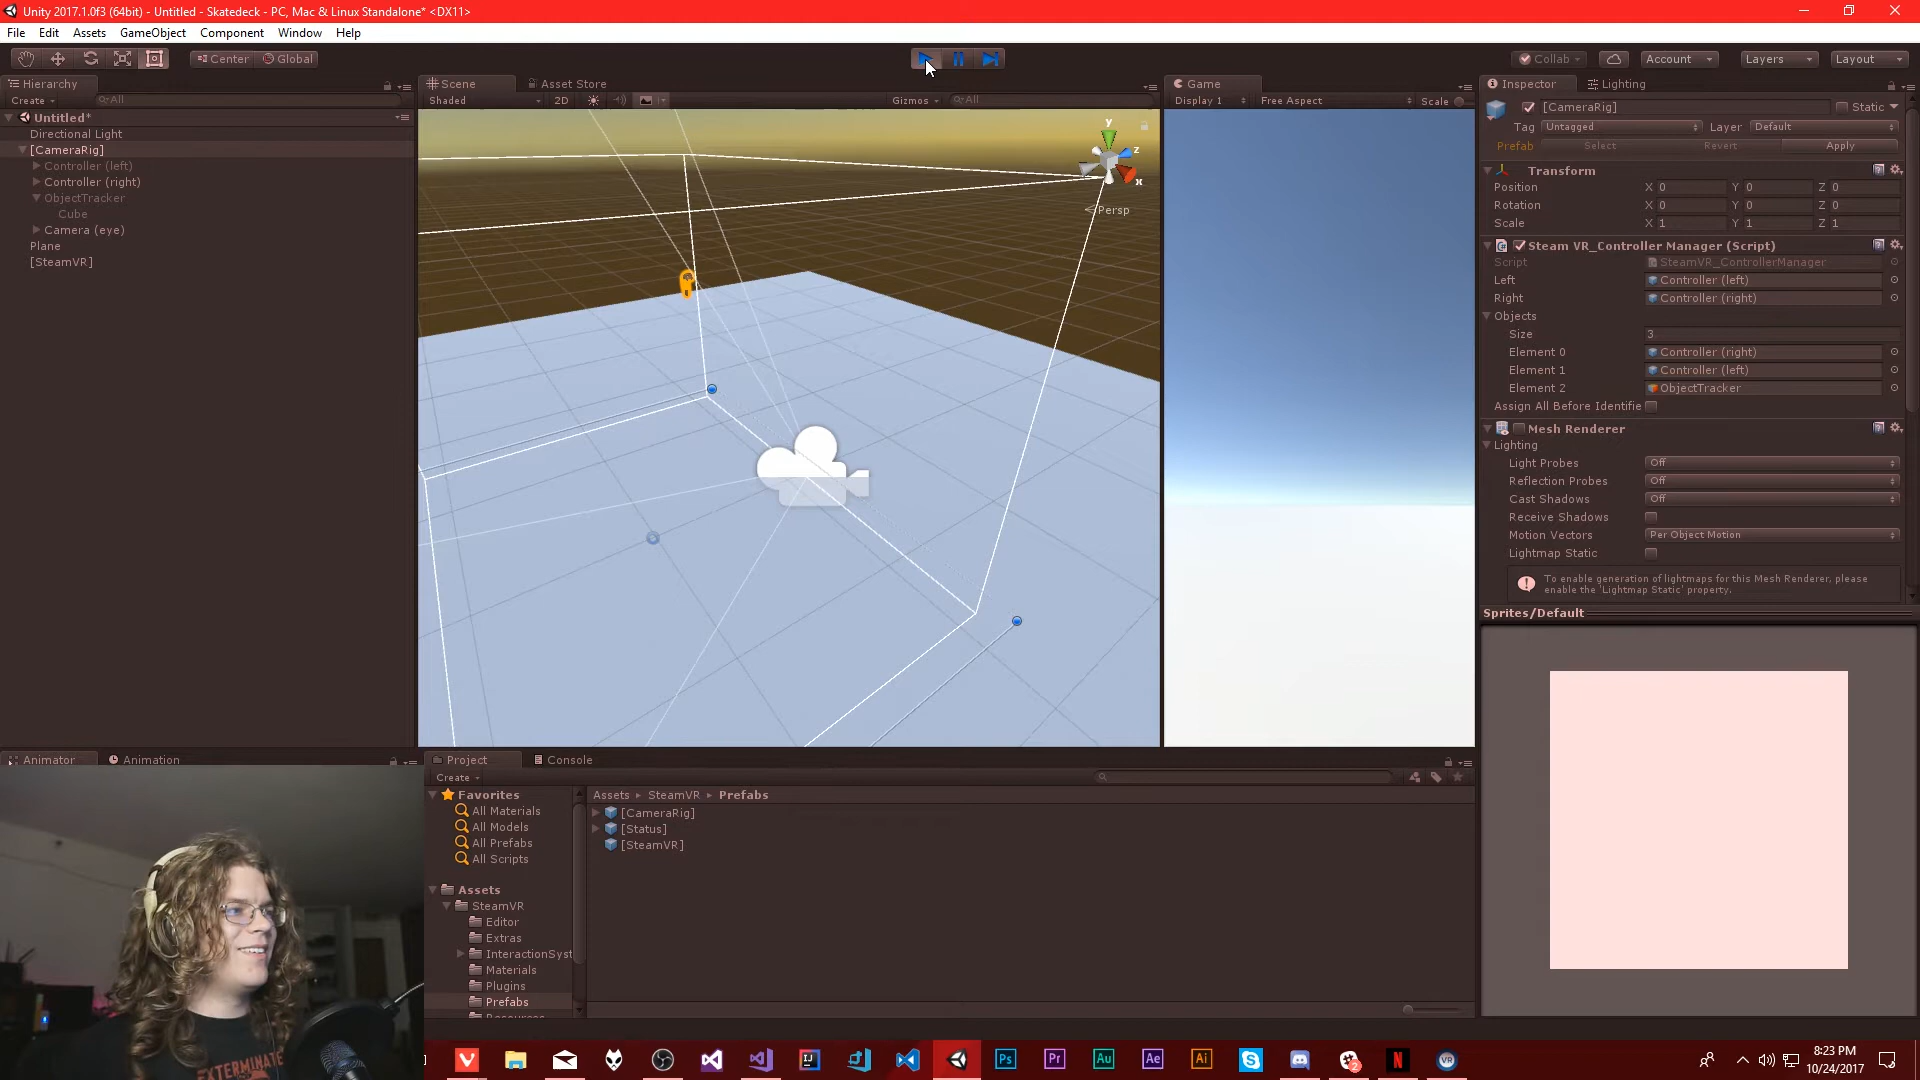 Unity 2017.1.0f3 (64bit) - Untitled - Skatedeck - PC, Mac & Linux Standalone* <DX11>
File Edit Assets GameObject Component Window Help
Center Global
Collab Account Layers Layout
Hierarchy
Create All
Untitled*
Directional Light
[CameraRig]
Controller (left)
Controller (right)
ObjectTracker
Cube
Camera (eye)
Plane
[SteamVR]
Scene Asset Store
Shaded 2D Gizmos All
y
z
x
Persp
Game
Display 1 Free Aspect Scale
Inspector Lighting
[CameraRig] Static
Tag Untagged Layer Default
Prefab Select Revert Apply
Transform
Position X 0 Y 0 Z 0
Rotation X 0 Y 0 Z 0
Scale X 1 Y 1 Z 1
Steam VR_Controller Manager (Script)
Script SteamVR_ControllerManager
Left Controller (left)
Right Controller (right)
Objects
Size 3
Element 0 Controller (right)
Element 1 Controller (left)
Element 2 ObjectTracker
Assign All Before Identifie
Mesh Renderer
Lighting
Light Probes Off
Reflection Probes Off
Cast Shadows Off
Receive Shadows
Motion Vectors Per Object Motion
Lightmap Static
To enable generation of lightmaps for this Mesh Renderer, please
enable the 'Lightmap Static' property.
Sprites/Default
Animator Animation
Project Console
Create
Favorites
All Materials
All Models
All Prefabs
All Scripts
Assets
SteamVR
Editor
Extras
InteractionSyst
Materials
Plugins
Prefabs
Assets SteamVR Prefabs
[CameraRig]
[Status]
[SteamVR]
EXTERMINATE
Ps Pr Au Ae Ai S 2 N VR
8:23 PM
10/24/2017